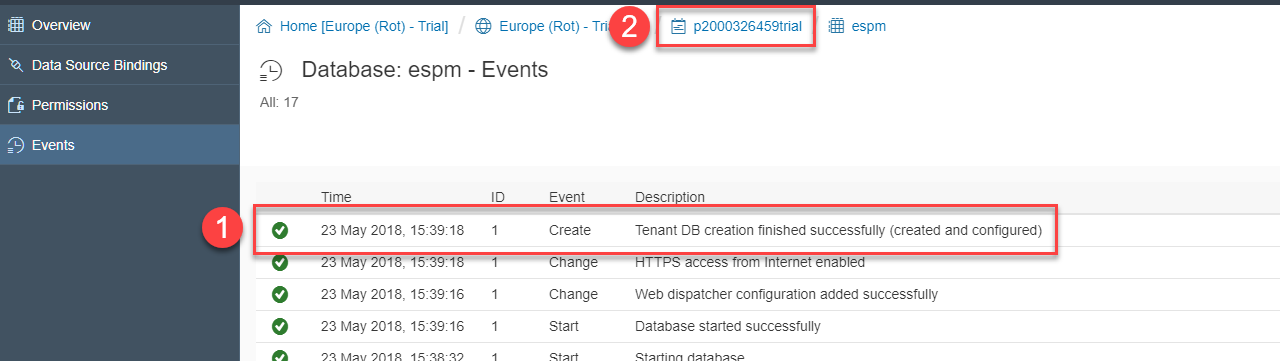 Overview
Data Source Bindings
Permissions
Events
Home [Europe (Rot) - Trial] / Europe (Rot) - Tri 2 p2000326459trial / espm
Database: espm - Events
All: 17
Time ID Event Description
1 23 May 2018, 15:39:18 1 Create Tenant DB creation finished successfully (created and configured)
23 May 2018, 15:39:18 1 Change HTTPS access from Internet enabled
23 May 2018, 15:39:16 1 Change Web dispatcher configuration added successfully
23 May 2018, 15:39:16 1 Start Database started successfully
23 May 2018, 15:38:32 1 Start Starting database